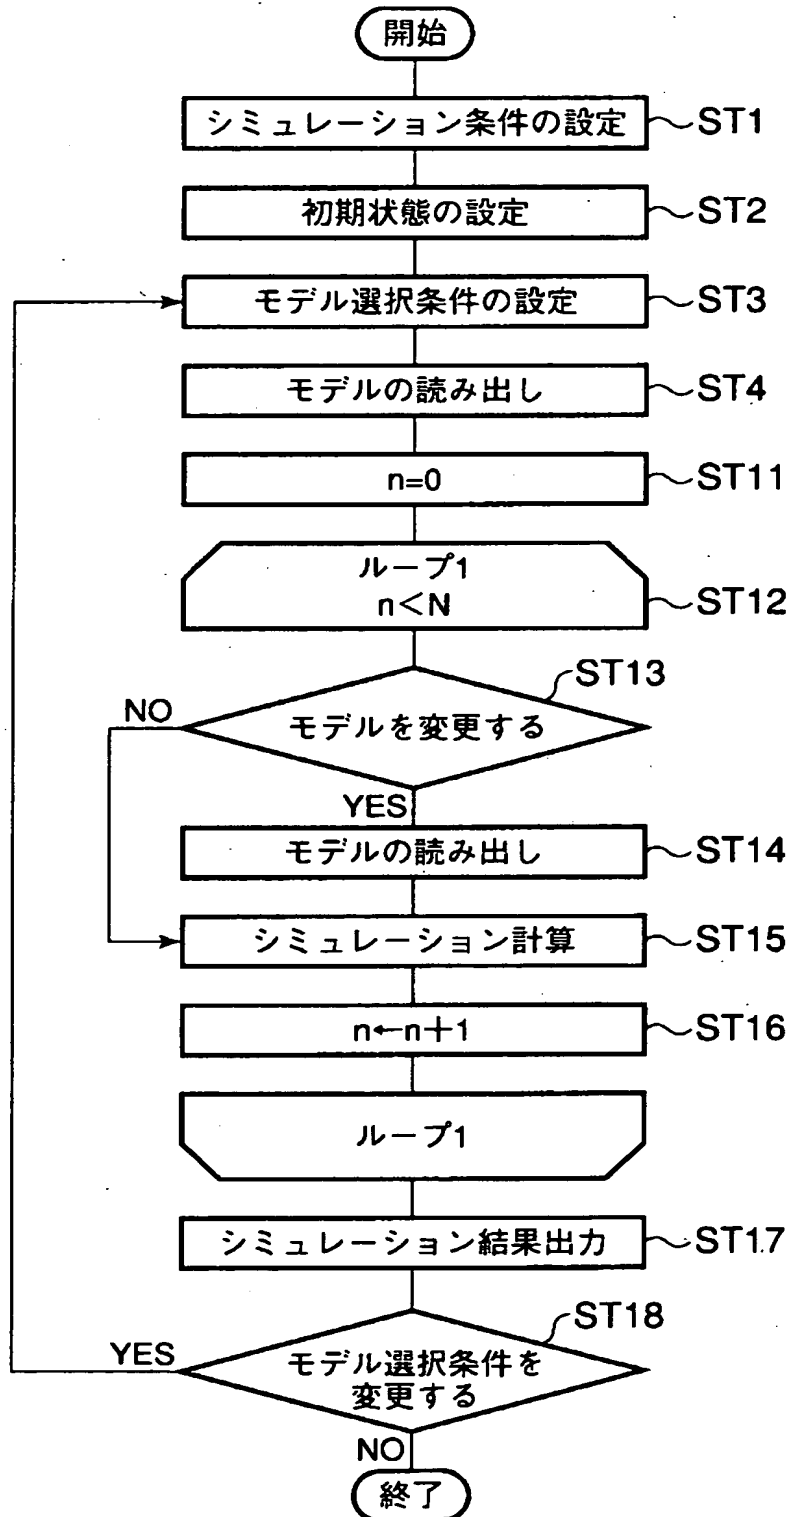 開始
シミュレーション条件の設定 ST1
初期状態の設定 ST2
モデル選択条件の設定 ST3
モデルの読み出し ST4
n=0 ST11
ループ1
n<N ST12
ST13
NO モデルを変更する
YES
モデルの読み出し ST14
シミュレーション計算 ST15
n←n+1 ST16
ループ1
シミュレーション結果出力 ST17
ST18
YES モデル選択条件を
変更する
NO
終了